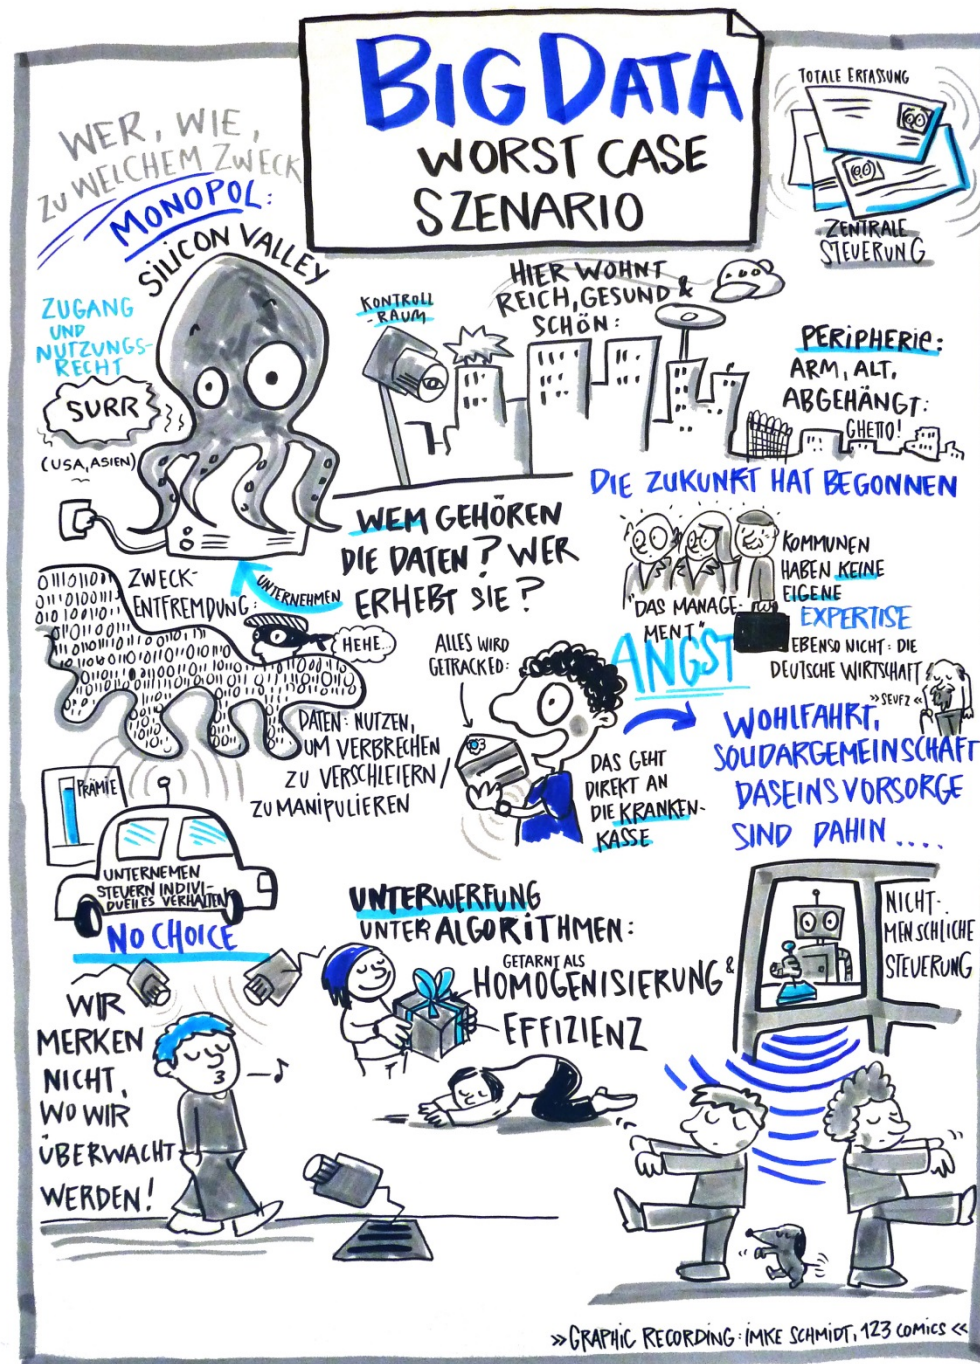 BIG DATA
WORST CASE
SZENARIO
WER, WIE,
ZU WELCHEM ZWECK
MONOPOL:
SILICON VALLEY
ZUGANG
UND
NUTZUNGS-
RECHT
SURR
(USA, ASIEN)
TOTALE ERFASSUNG
ZENTRALE
STEUERUNG
KONTROLL
-RAUM
HIER WOHNT
REICH, GESUND &
SCHÖN:
PERIPHERIE:
ARM, ALT,
ABGEHÄNGT:
GHETTO!
DIE ZUKUNFT HAT BEGONNEN
WEM GEHÖREN
DIE DATEN? WER
ERHEBT SIE?
UNTERNEHMEN
ZWECK-
ENTFREMDUNG:
HEHE...
DATEN: NUTZEN,
UM VERBRECHEN
ZU VERSCHLEIERN/
ZU MANIPULIEREN
"DAS MANAGE-
MENT"
KOMMUNEN
HABEN KEINE
EIGENE
EXPERTISE
EBENSO NICHT: DIE
DEUTSCHE WIRTSCHAFT
»SEUFZ«
ANGST
ALLES WIRD
GETRACKED:
DAS GEHT
DIREKT AN
DIE KRANKEN-
KASSE
WOHLFAHRT,
SOLIDARGEMEINSCHAFT
DASEINSVORSORGE
SIND DAHIN....
PRÄMIE
UNTERNEMEN
STEUERN INDIVI-
DUELLES VERHALTEN
NO CHOICE
UNTERWERFUNG
UNTER ALGORITHMEN:
GETARNT ALS
HOMOGENISIERUNG &
EFFIZIENZ
NICHT-
MENSCHLICHE
STEUERUNG
WIR
MERKEN
NICHT,
WO WIR
ÜBERWACHT
WERDEN!
»GRAPHIC RECORDING: IMKE SCHMIDT, 123 COMICS«